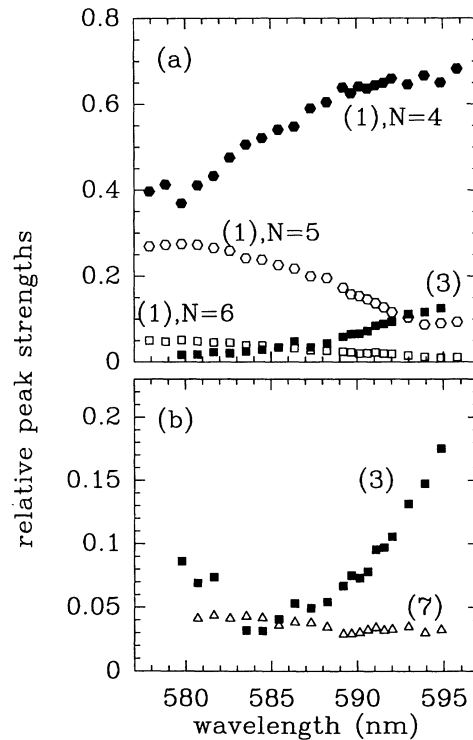 0.8
(a)
0.6
(1),N=4
0.4
(1),N=5
0.2
(3)
(1),N=6
0
relative peak strengths
0.2
(b)
(3)
0.15
0.1
(7)
0.05
0
580 585 590 595
wavelength (nm)